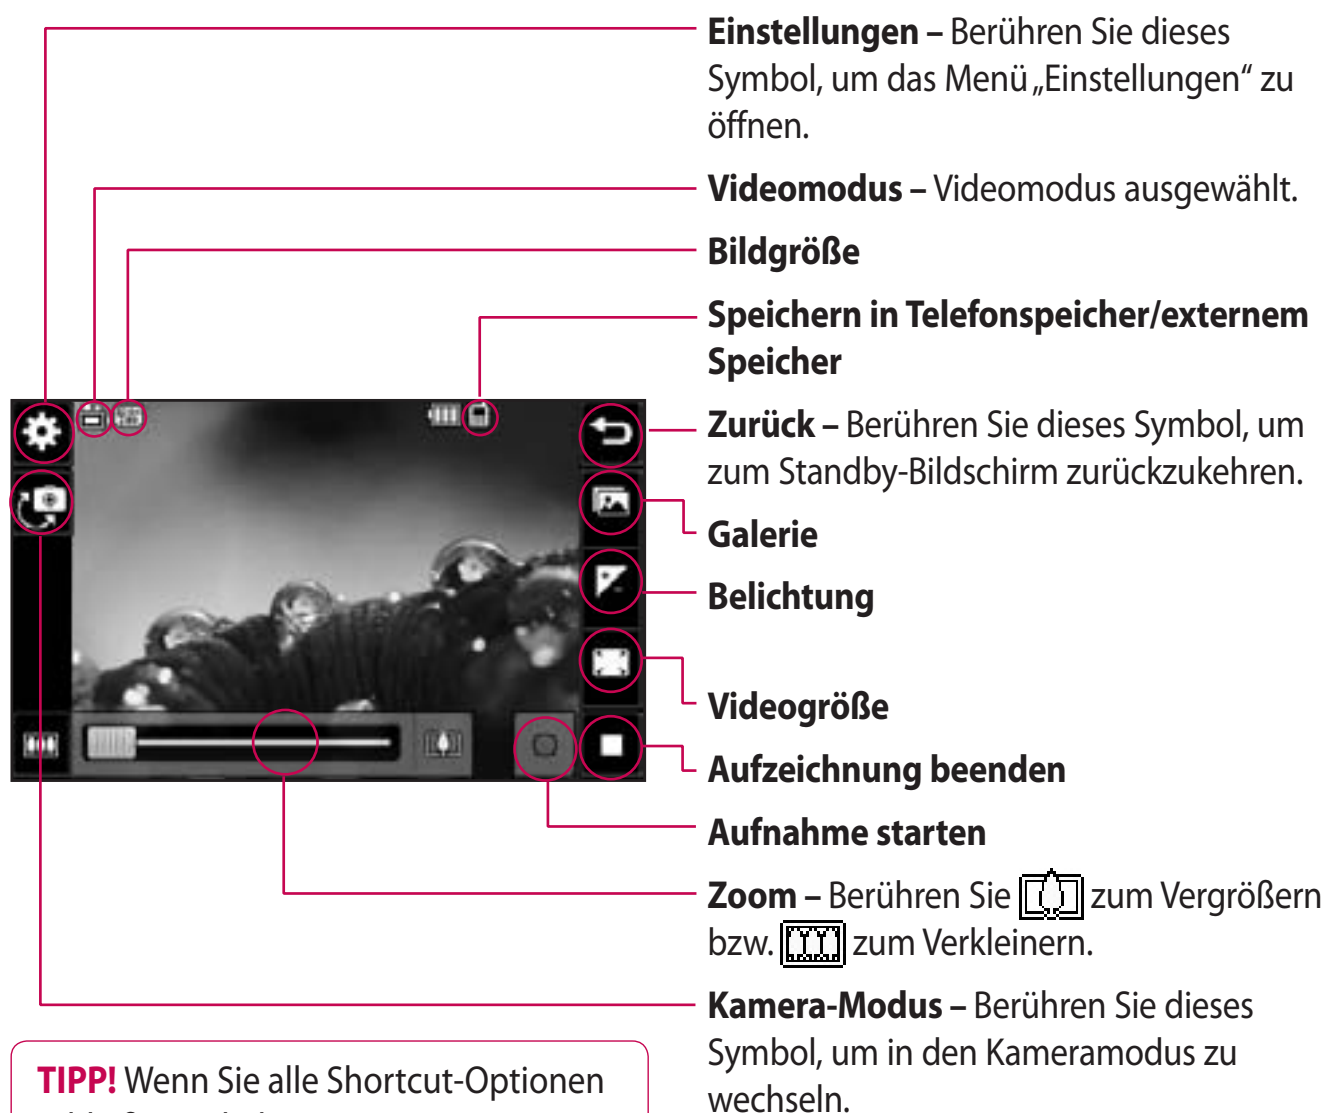 Einstellungen – Berühren Sie dieses
Symbol, um das Menü „Einstellungen“ zu
öffnen.
Videomodus – Videomodus ausgewählt.
Bildgröße
Speichern in Telefonspeicher/externem
Speicher
Zurück – Berühren Sie dieses Symbol, um
zum Standby-Bildschirm zurückzukehren.
Galerie
Belichtung
Videogröße
Aufzeichnung beenden
Aufnahme starten
Zoom – Berühren Sie zum Vergrößern
bzw. zum Verkleinern.
Kamera-Modus – Berühren Sie dieses
Symbol, um in den Kameramodus zu
wechseln.
TIPP! Wenn Sie alle Shortcut-Optionen